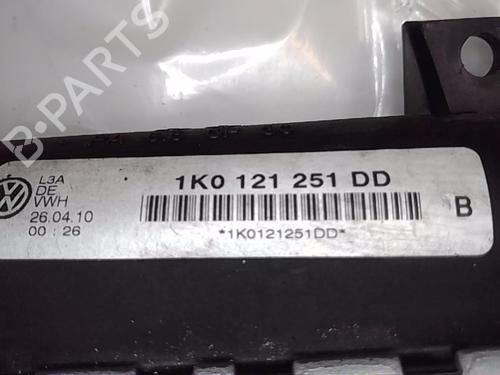 B-PARTS
L3A
DE
VWH
26.04.10
00 : 26
1K0 121 251 DD
B
*1K0121251DD*